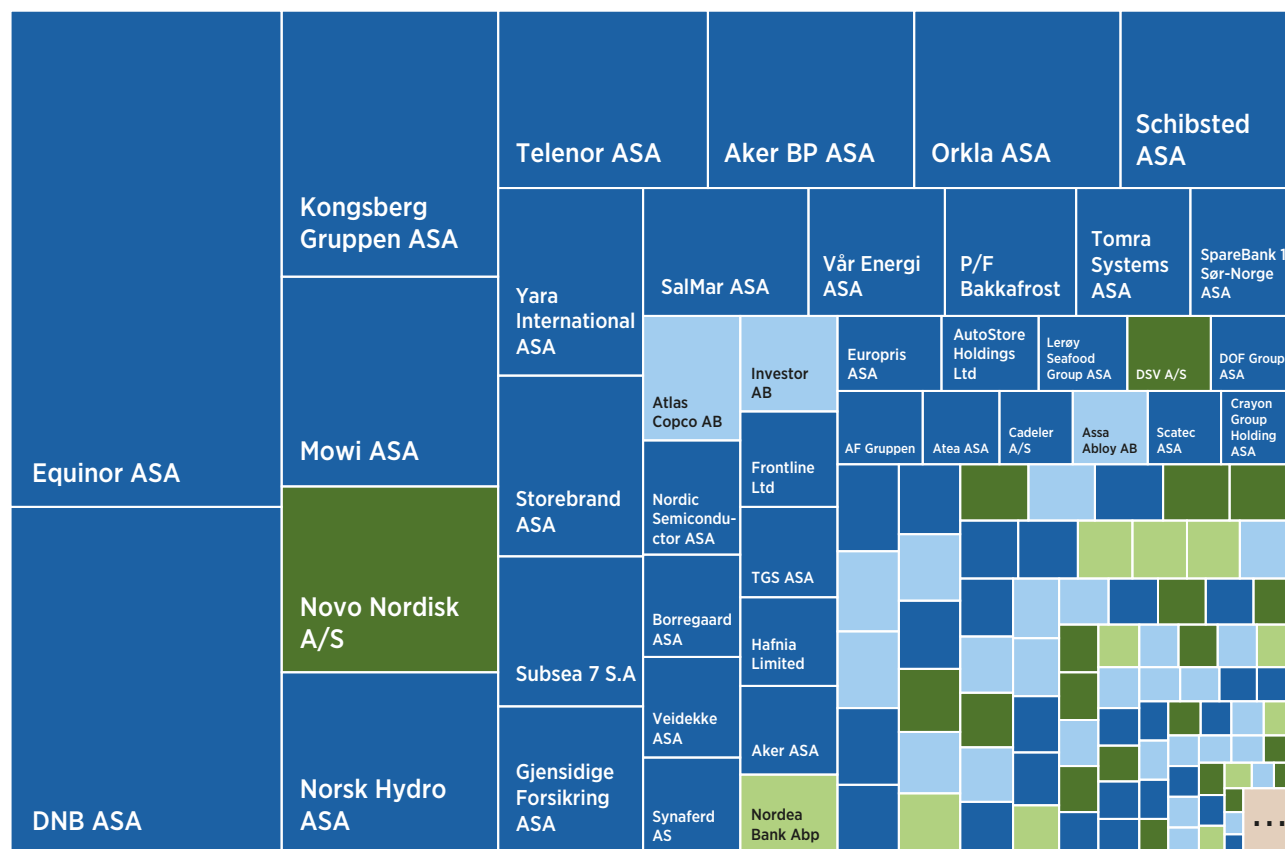 Equinor ASA
DNB ASA
Kongsberg
Gruppen ASA
Mowi ASA
Novo Nordisk
A/S
Norsk Hydro
ASA
Telenor ASA
Aker BP ASA
Orkla ASA
Schibsted
ASA
Yara
International
ASA
Storebrand
ASA
Subsea 7 S.A
Gjensidige
Forsikring
ASA
SalMar ASA
Vår Energi
ASA
P/F
Bakkafrost
Tomra
Systems
ASA
SpareBank 1
Sør-Norge
ASA
Atlas
Copco AB
Nordic
Semicondu-
ctor ASA
Borregaard
ASA
Veidekke
ASA
Synaferd
AS
Investor
AB
Frontline
Ltd
TGS ASA
Hafnia
Limited
Aker ASA
Nordea
Bank Abp
Europris
ASA
AutoStore
Holdings
Ltd
Lerøy
Seafood
Group ASA
DSV A/S
DOF Group
ASA
AF Gruppen
Atea ASA
Cadeler
A/S
Assa
Abloy AB
Scatec
ASA
Crayon
Group
Holding
ASA
...